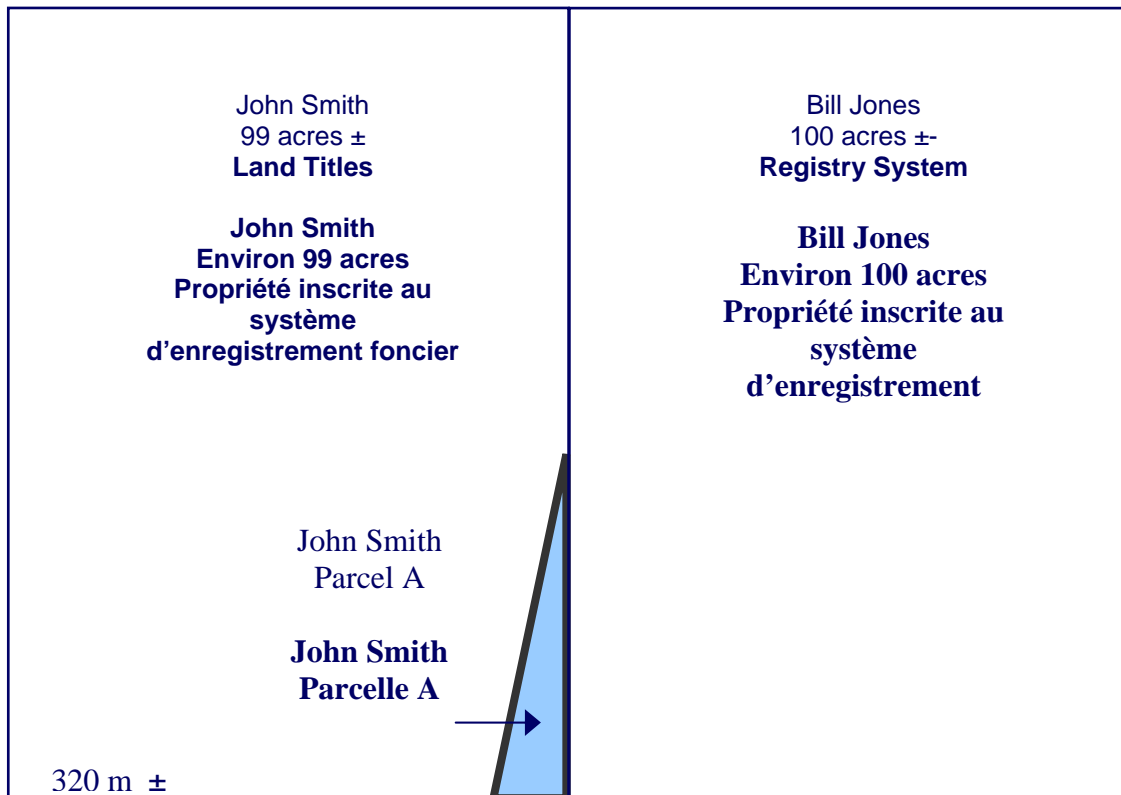 John Smith
99 acres ±
Land Titles
John Smith
Environ 99 acres
Propriété inscrite au
système
d'enregistrement foncier
Bill Jones
100 acres ±-
Registry System
Bill Jones
Environ 100 acres
Propriété inscrite au
système
d'enregistrement
John Smith
Parcel A
John Smith
Parcelle A
320 m ±